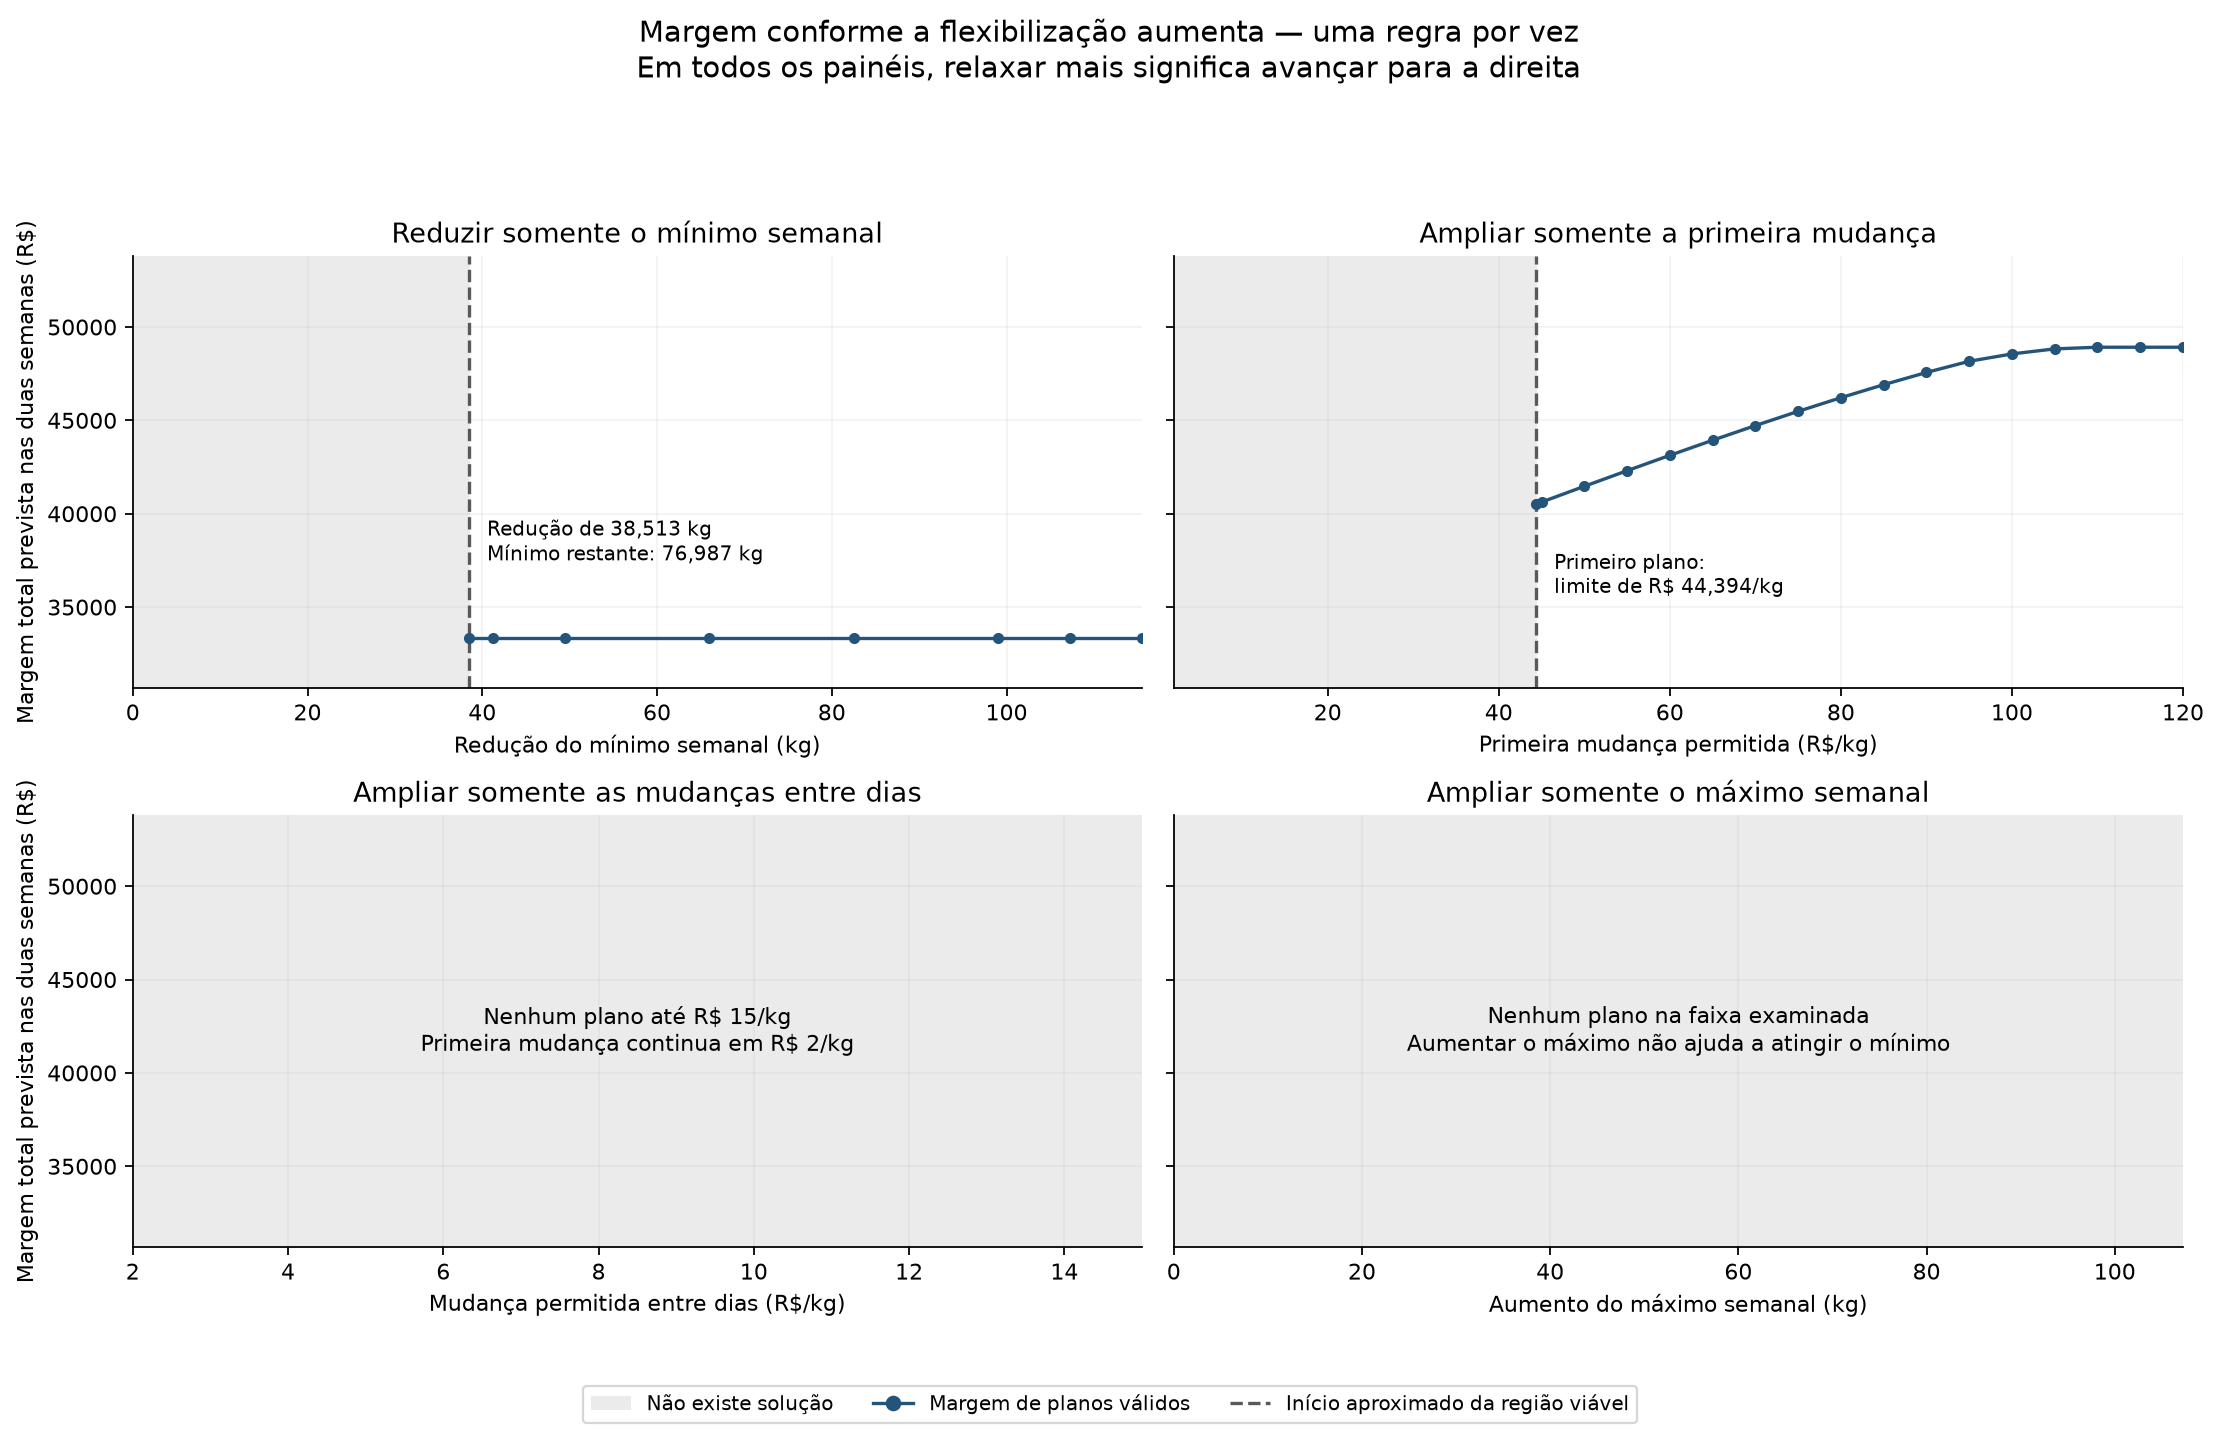 Margem conforme a flexibilização aumenta — uma regra por vez
Em todos os painéis, relaxar mais significa avançar para a direita
Reduzir somente o mínimo semanal
Margem total prevista nas duas semanas (R$)
50000
45000
40000
35000
Redução de 38,513 kg
Mínimo restante: 76,987 kg
0 20 40 60 80 100
Redução do mínimo semanal (kg)
Ampliar somente a primeira mudança
Primeiro plano:
limite de R$ 44,394/kg
20 40 60 80 100 120
Primeira mudança permitida (R$/kg)
Ampliar somente as mudanças entre dias
Margem total prevista nas duas semanas (R$)
50000
45000
40000
35000
Nenhum plano até R$ 15/kg
Primeira mudança continua em R$ 2/kg
2 4 6 8 10 12 14
Mudança permitida entre dias (R$/kg)
Ampliar somente o máximo semanal
Nenhum plano na faixa examinada
Aumentar o máximo não ajuda a atingir o mínimo
0 20 40 60 80 100
Aumento do máximo semanal (kg)
Não existe solução
Margem de planos válidos
Início aproximado da região viável